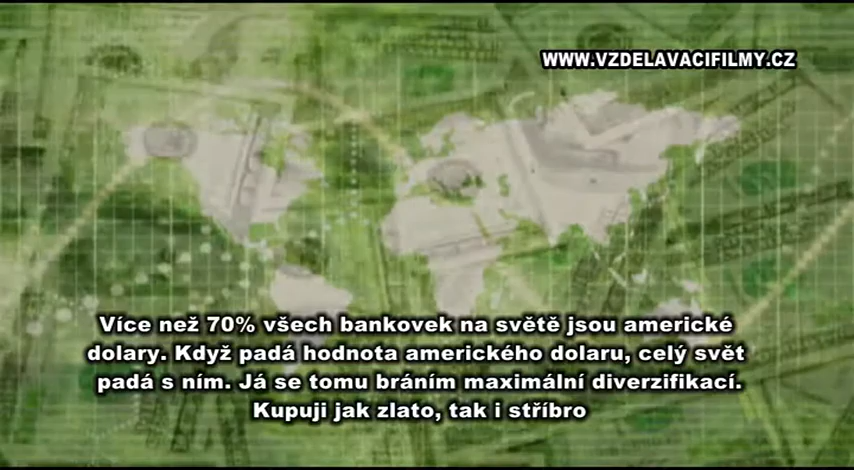 WWW.VZDELAVACIFILMY.CZ
Více než 70% všech bankovek na světě jsou americké
dolary. Když padá hodnota amerického dolaru, celý svět
padá s ním. Já se tomu bráním maximální diverzifikací.
Kupuji jak zlato, tak i stříbro